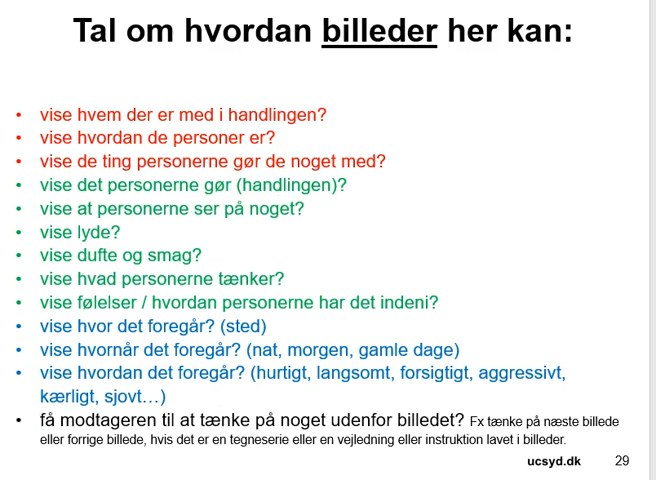 Tal om hvordan billeder her kan:
• vise hvem der er med i handlingen?
• vise hvordan de personer er?
• vise de ting personerne gør de noget med?
• vise det personerne gør (handlingen)?
• vise at personerne ser på noget?
• vise lyde?
• vise dufte og smag?
• vise hvad personerne tænker?
• vise følelser / hvordan personerne har det indeni?
• vise hvor det foregår? (sted)
• vise hvornår det foregår? (nat, morgen, gamle dage)
• vise hvordan det foregår? (hurtigt, langsomt, forsigtigt, aggressivt,
kærligt, sjovt…)
• få modtageren til at tænke på noget udenfor billedet? Fx tænke på næste billede
eller forrige billede, hvis det er en tegneserie eller en vejledning eller instruktion lavet i billeder.
ucsyd.dk 29